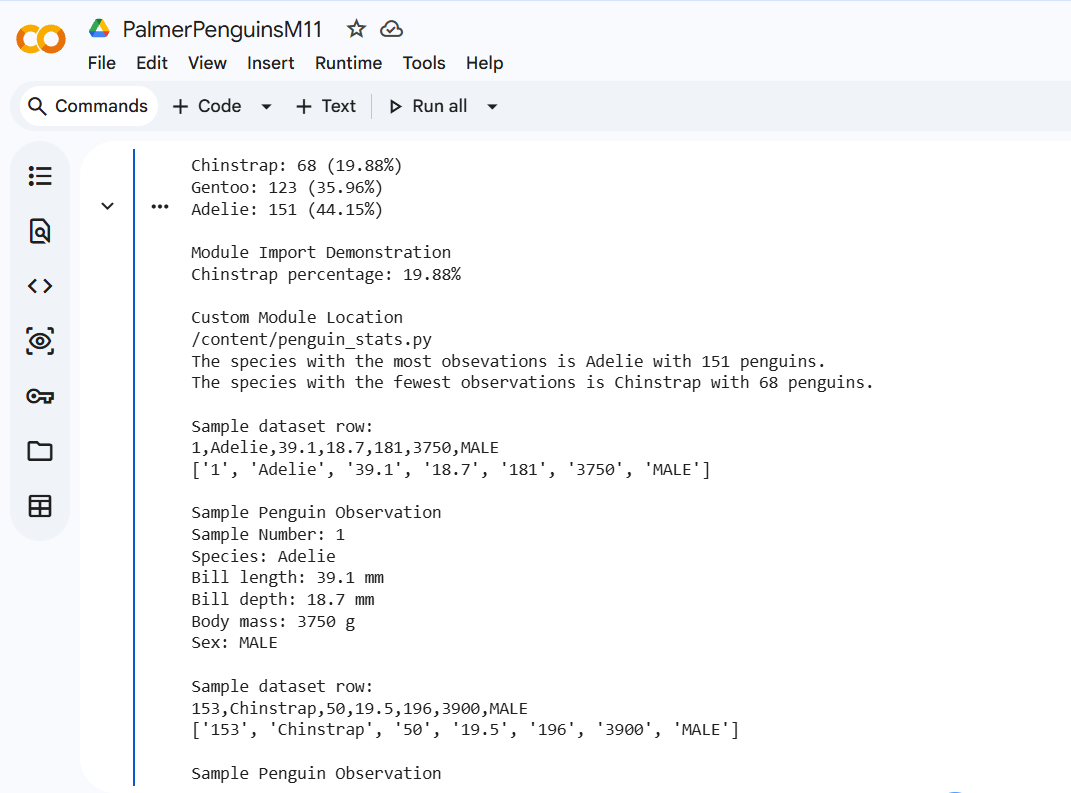 PalmerPenguinsM11
File Edit View Insert Runtime Tools Help
Commands + Code + Text Run all
Chinstrap: 68 (19.88%)
Gentoo: 123 (35.96%)
Adelie: 151 (44.15%)
Module Import Demonstration
Chinstrap percentage: 19.88%
Custom Module Location
/content/penguin_stats.py
The species with the most obsevations is Adelie with 151 penguins.
The species with the fewest observations is Chinstrap with 68 penguins.
Sample dataset row:
1,Adelie,39.1,18.7,181,3750,MALE
['1', 'Adelie', '39.1', '18.7', '181', '3750', 'MALE']
Sample Penguin Observation
Sample Number: 1
Species: Adelie
Bill length: 39.1 mm
Bill depth: 18.7 mm
Body mass: 3750 g
Sex: MALE
Sample dataset row:
153,Chinstrap,50,19.5,196,3900,MALE
['153', 'Chinstrap', '50', '19.5', '196', '3900', 'MALE']
Sample Penguin Observation